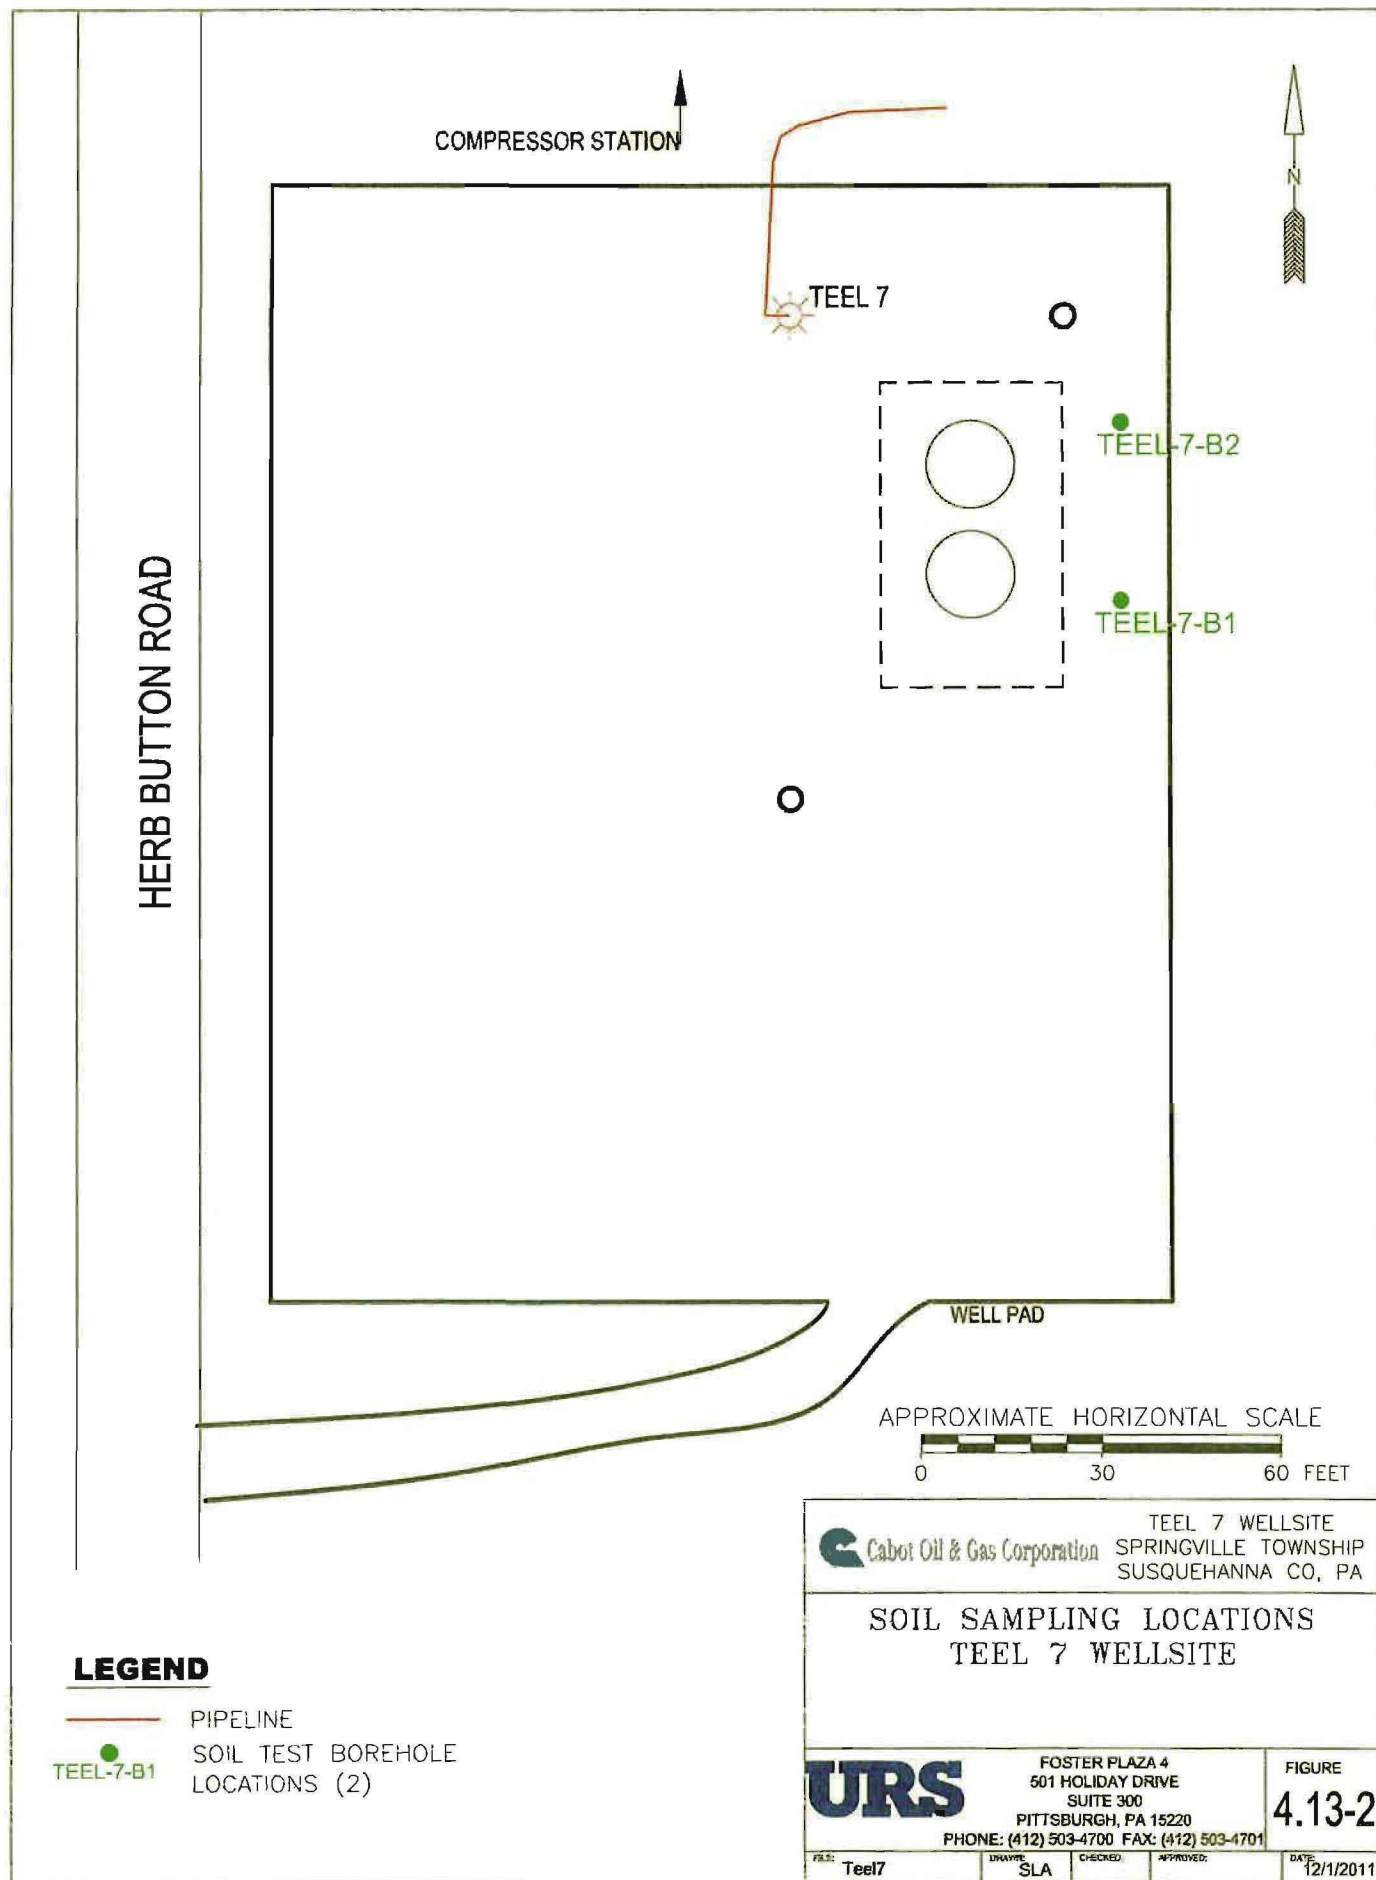 COMPRESSOR STATION
N
TEEL 7
TEEL-7-B2
TEEL-7-B1
HERB BUTTON ROAD
WELL PAD
APPROXIMATE HORIZONTAL SCALE
0 30 60 FEET
Cabot Oil & Gas Corporation
TEEL 7 WELLSITE
SPRINGVILLE TOWNSHIP
SUSQUEHANNA CO, PA
SOIL SAMPLING LOCATIONS
TEEL 7 WELLSITE
LEGEND
PIPELINE
TEEL-7-B1
SOIL TEST BOREHOLE
LOCATIONS (2)
URS
FOSTER PLAZA 4
501 HOLIDAY DRIVE
SUITE 300
PITTSBURGH, PA 15220
PHONE: (412) 503-4700 FAX: (412) 503-4701
FIGURE
4.13-2
FILE: Teel7
DRAWN: SLA
CHECKED:
APPROVED:
DATE: 12/1/2011